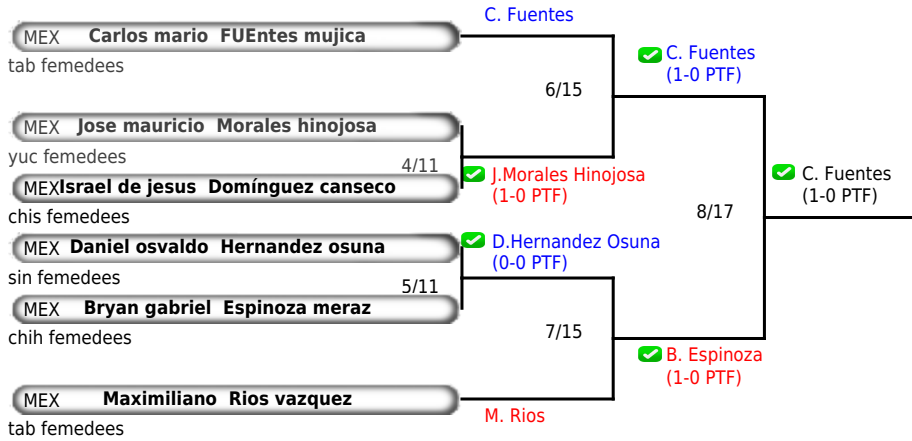 C. Fuentes
MEX Carlos mario FUEntes mujica
tab femedees
C. Fuentes
(1-0 PTF)
6/15
MEX Jose mauricio Morales hinojosa
yuc femedees
4/11
J.Morales Hinojosa
(1-0 PTF)
MEX Israel de jesus Domínguez canseco
chis femedees
C. Fuentes
(1-0 PTF)
8/17
MEX Daniel osvaldo Hernandez osuna
sin femedees
D.Hernandez Osuna
(0-0 PTF)
5/11
MEX Bryan gabriel Espinoza meraz
chih femedees
7/15
B. Espinoza
(1-0 PTF)
MEX Maximiliano Rios vazquez
tab femedees
M. Rios